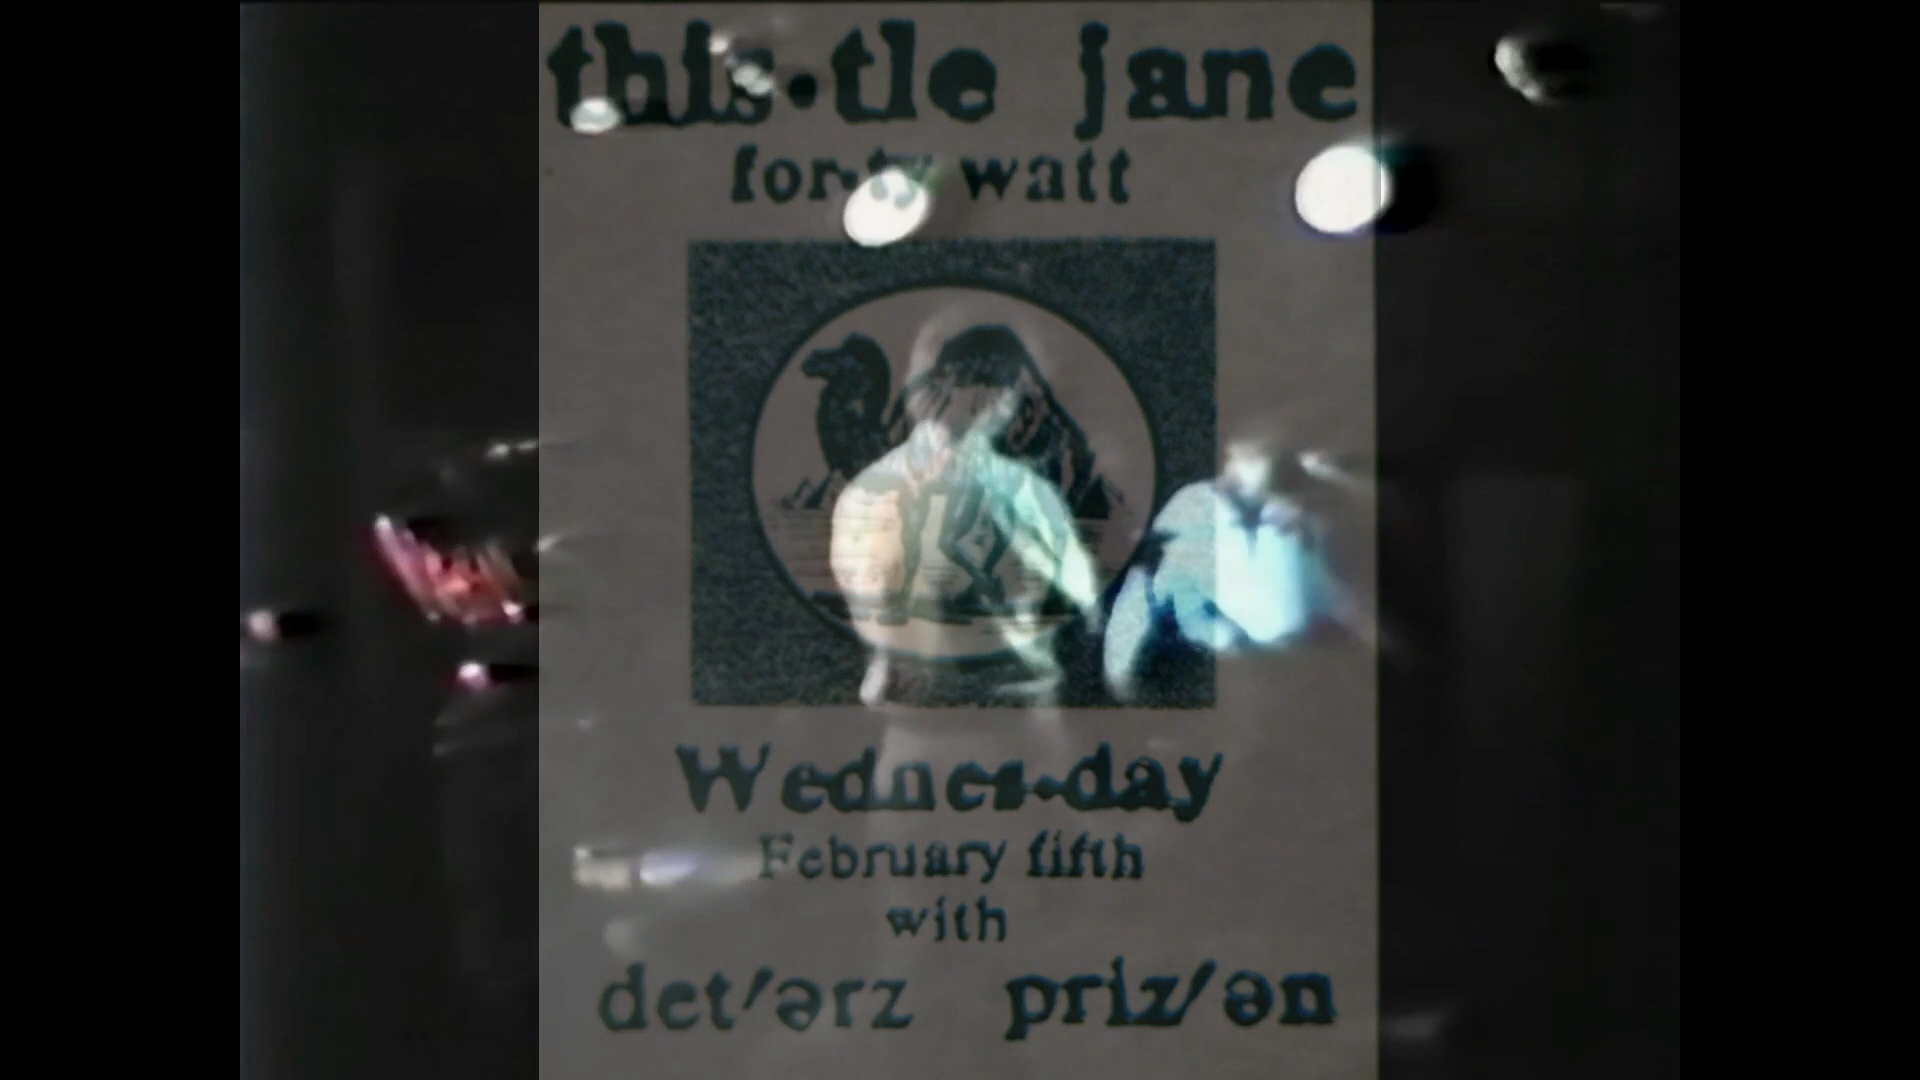 this·tle jane
for·ty watt
Wednes·day
February fifth
with
det′ərz priz′ən